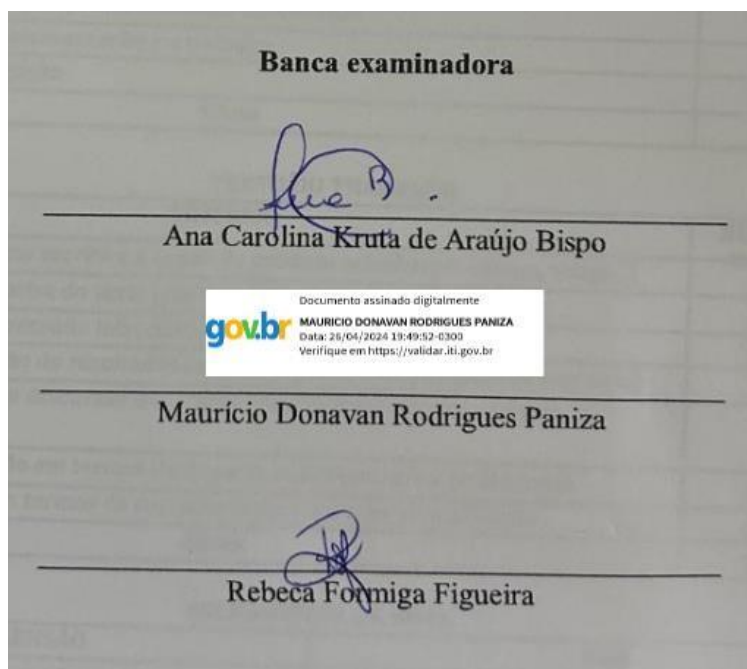 Banca examinadora
Ana Carolina Kruta de Araújo Bispo
gov.br
Documento assinado digitalmente
MAURICIO DONAVAN RODRIGUES PANIZA
Data: 26/04/2024 19:49:52-0300
Verifique em https://validar.iti.gov.br
Maurício Donavan Rodrigues Paniza
Rebeca Formiga Figueira